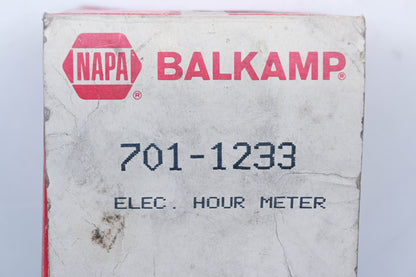 NAPA® BALKAMP®
701-1233
ELEC. HOUR METER